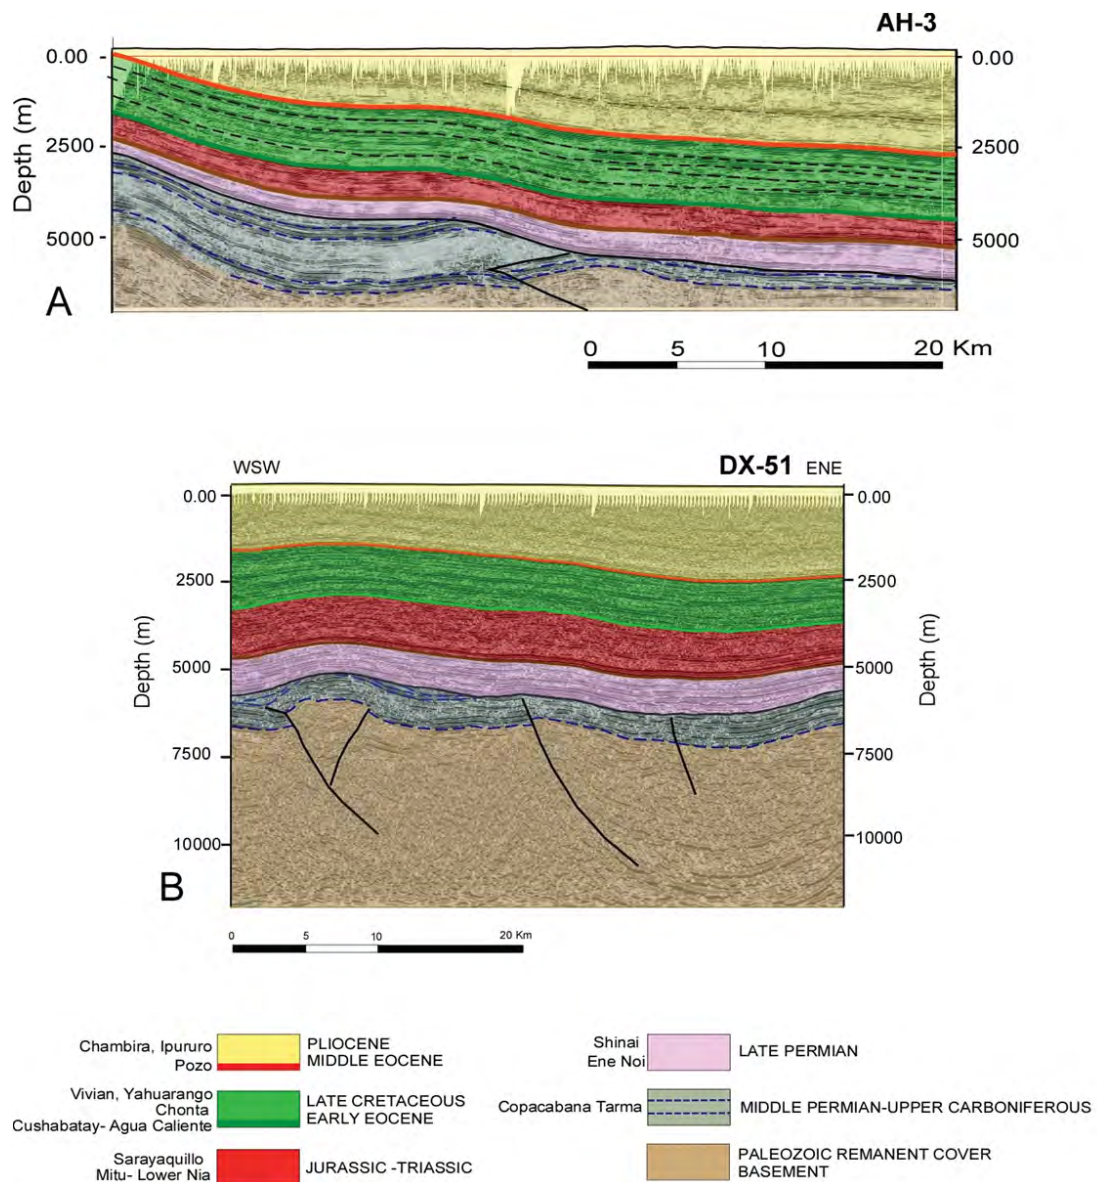 AH-3
0.00
0.00
2500
2500
5000
5000
Depth (m)
A
0 5 10 20 Km
WSW
DX-51 ENE
0.00
0.00
2500
2500
5000
5000
7500
7500
10000
10000
Depth (m)
Depth (m)
B
0 5 10 20 Km
Chambira, Ipururo
Pozo
PLIOCENE
MIDDLE EOCENE
Vivian, Yahuarango
Chonta
Cushabatay- Agua Caliente
LATE CRETACEOUS
EARLY EOCENE
Sarayaquillo
Mitu- Lower Nia
JURASSIC -TRIASSIC
Shinai
Ene Noi
LATE PERMIAN
Copacabana Tarma
MIDDLE PERMIAN-UPPER CARBONIFEROUS
PALEOZOIC REMANENT COVER
BASEMENT